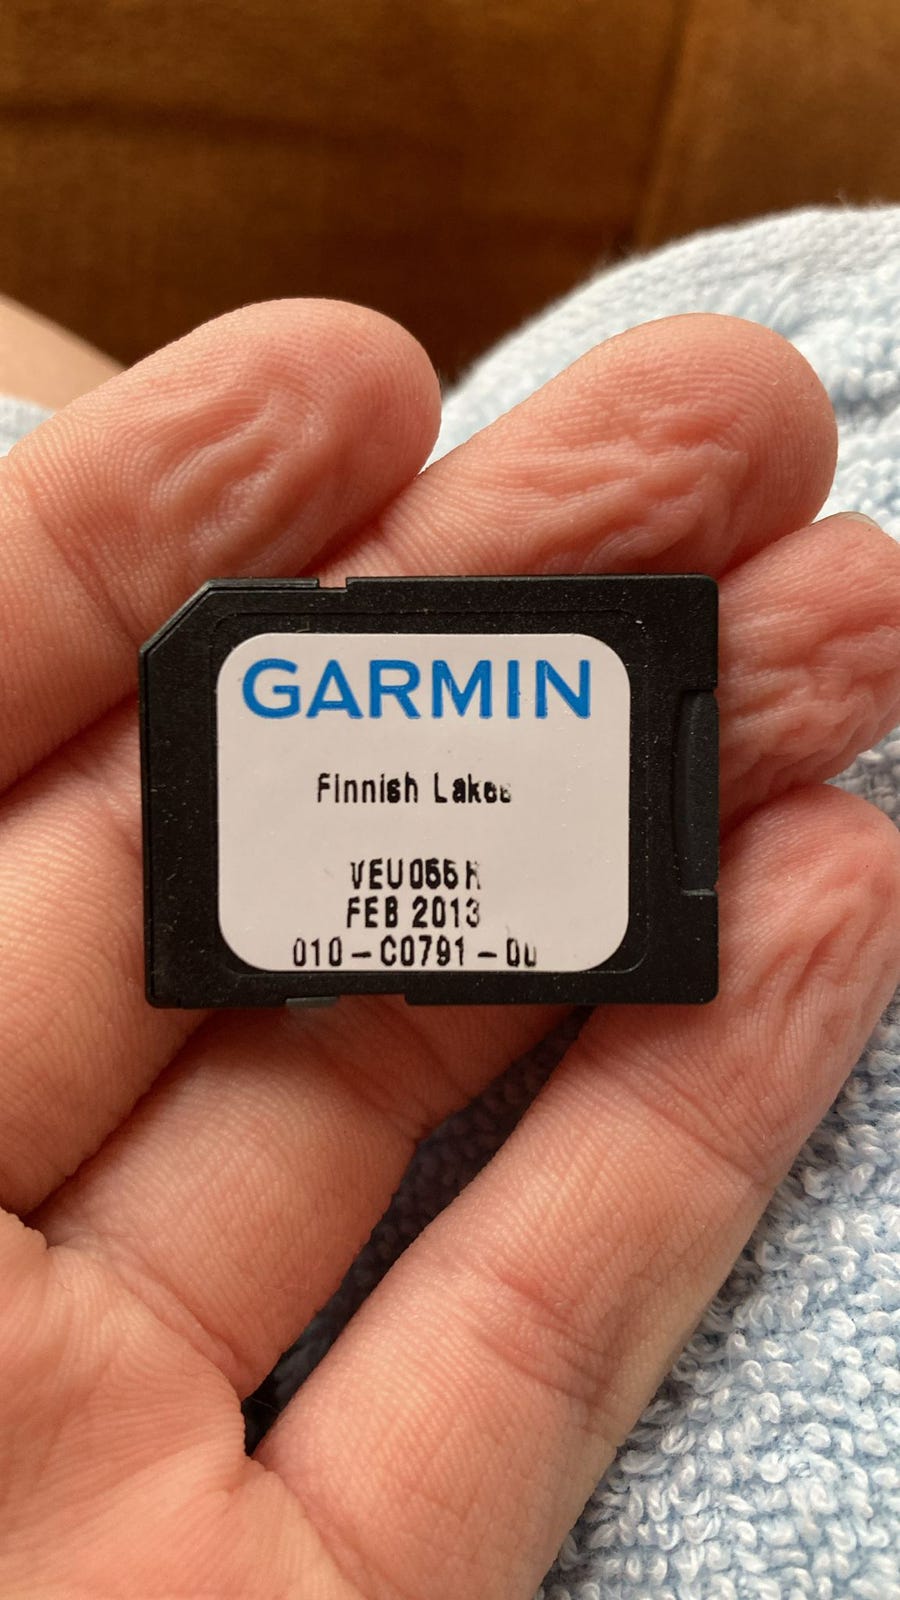 GARMIN
Finnish Lakes
VEU055R
FEB 2013
010-C0791-00